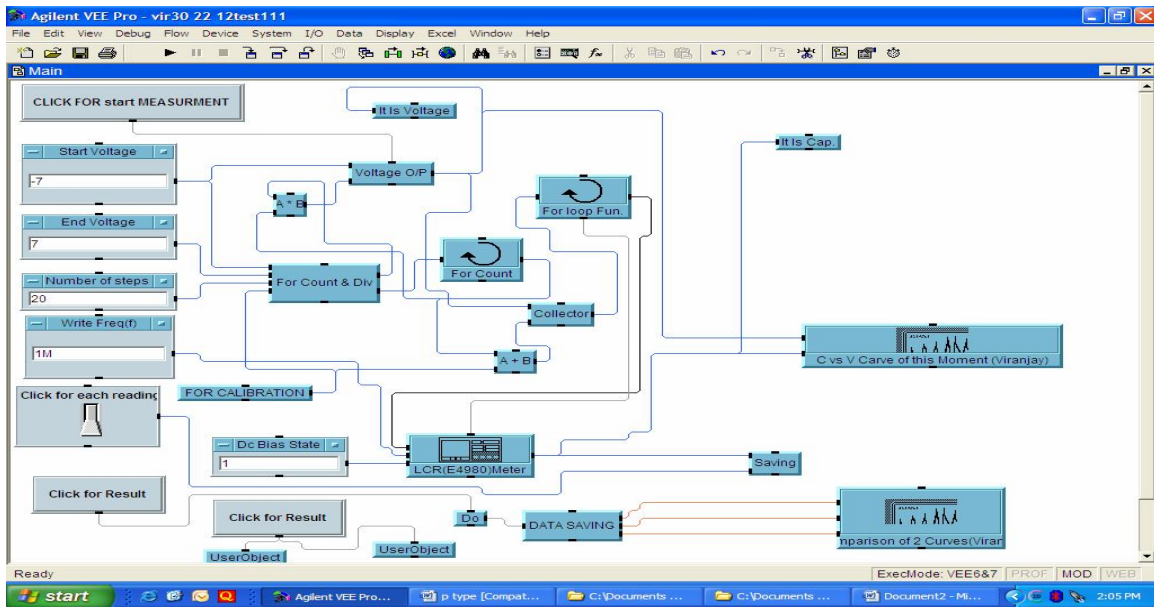 Agilent VEE Pro - vir30 22 12test111
File Edit View Debug Flow Device System I/O Data Display Excel Window Help
Main
CLICK FOR start MEASURMENT
It Is Voltage
It Is Cap.
Start Voltage
-7
Voltage O/P
A * B
For loop Fun.
End Voltage
7
For Count
For Count & Div
Number of steps
20
Collector
Write Freq(f)
1M
A + B
C vs V Carve of this Moment (Viranjay)
FOR CALIBRATION
Click for each reading
Dc Bias State
1
LCR(E4980)Meter
Saving
Click for Result
Click for Result
Do
DATA SAVING
nparison of 2 Curves(Viran
UserObject
UserObject
Ready
ExecMode: VEE6&7 PROF MOD WEB
start
Agilent VEE Pro...
p type [Compat...
C:\Documents ...
C:\Documents ...
Document2 - Mi...
2:05 PM